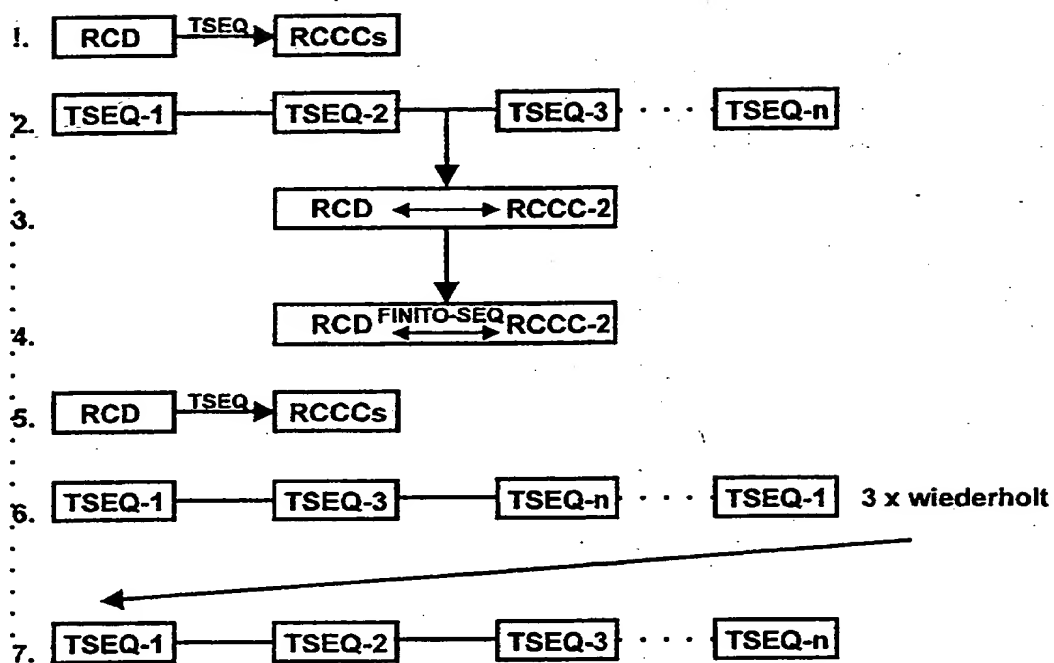 1. RCD TSEQ RCCCs
2. TSEQ-1 TSEQ-2 TSEQ-3 . . . . TSEQ-n
3. RCD RCCC-2
4. RCD FINITO-SEQ RCCC-2
5. RCD TSEQ RCCCs
6. TSEQ-1 TSEQ-3 TSEQ-n . . . . TSEQ-1 3 x wiederholt
7. TSEQ-1 TSEQ-2 TSEQ-3 . . . . TSEQ-n